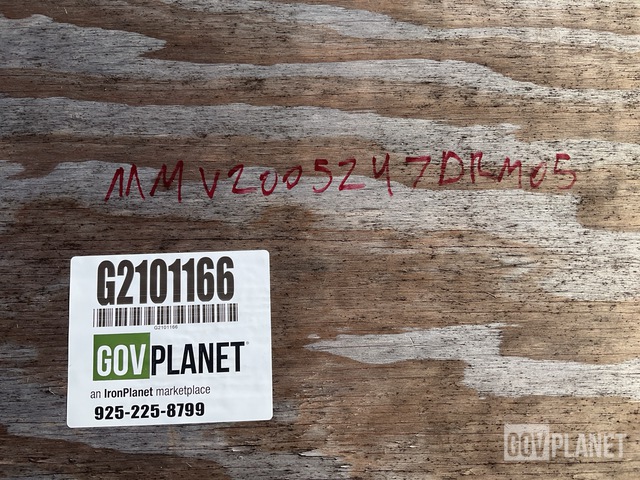 MMV2005247DRM05
G2101166
G2101166
GOVPLANET®
an IronPlanet marketplace
925-225-8799
GOVPLANET